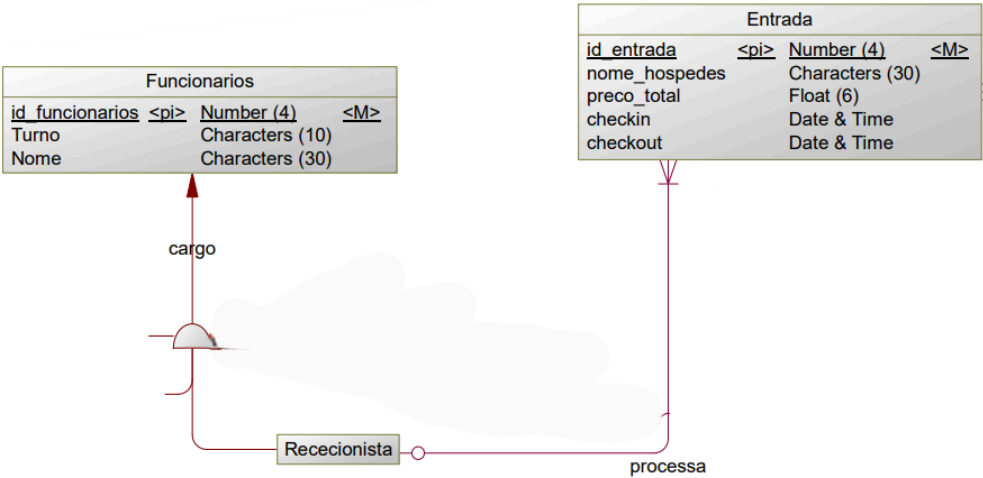 Funcionarios
id_funcionarios <pi> Number (4) <M>
Turno Characters (10)
Nome Characters (30)
Entrada
id_entrada <pi> Number (4) <M>
nome_hospedes Characters (30)
preco_total Float (6)
checkin Date & Time
checkout Date & Time
cargo
Rececionista
processa